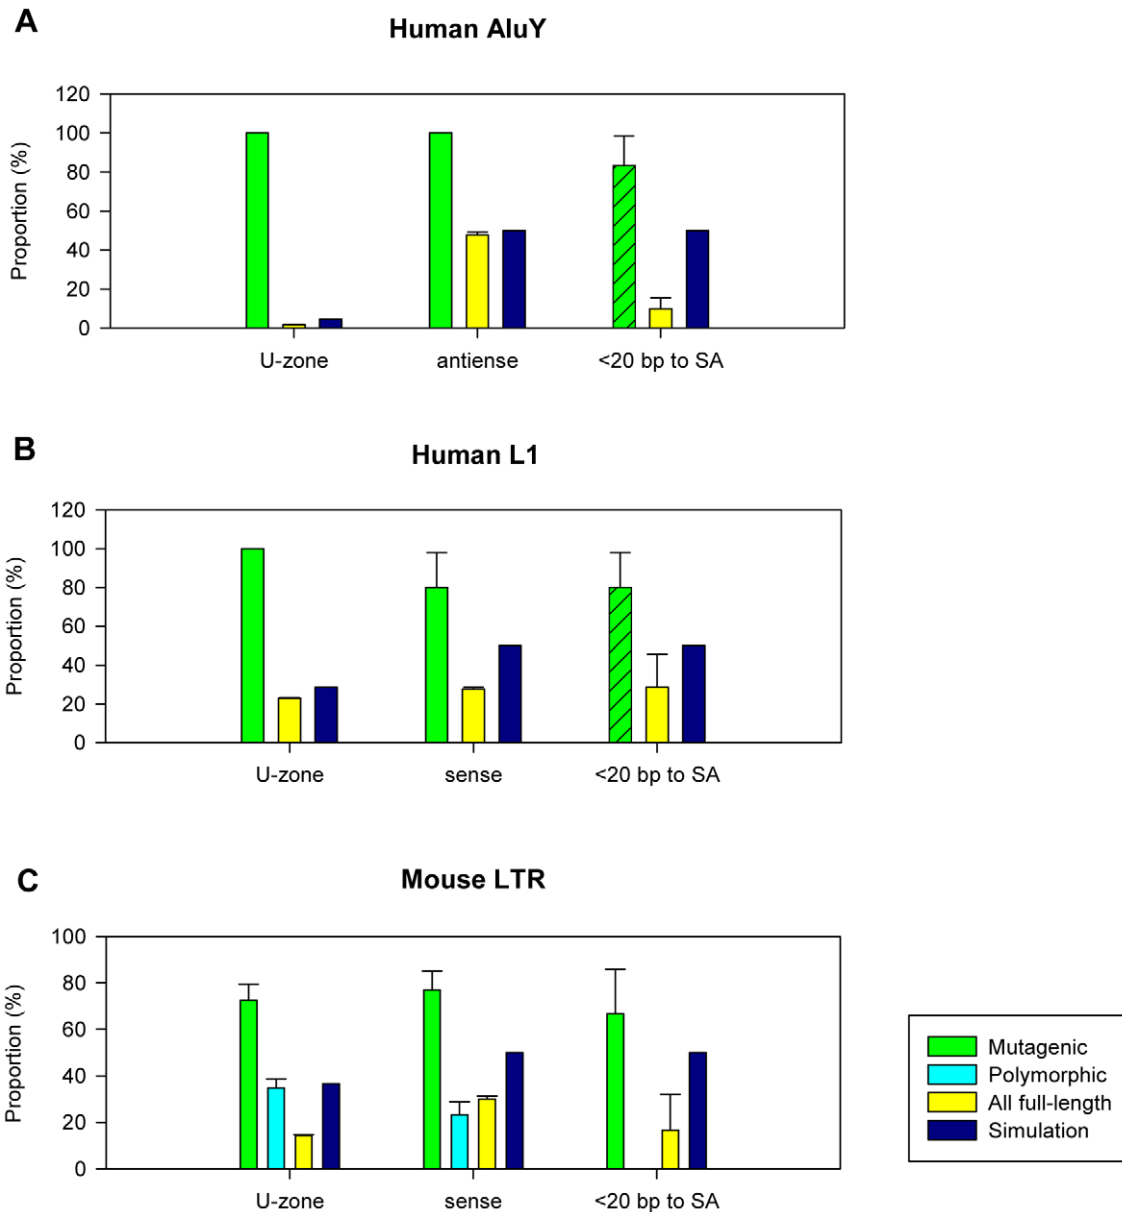 A
Human AluY
Proportion (%)
120
100
80
60
40
20
0
U-zone
antiense
<20 bp to SA
B
Human L1
Proportion (%)
120
100
80
60
40
20
0
U-zone
sense
<20 bp to SA
C
Mouse LTR
Proportion (%)
100
80
60
40
20
0
U-zone
sense
<20 bp to SA
Mutagenic
Polymorphic
All full-length
Simulation